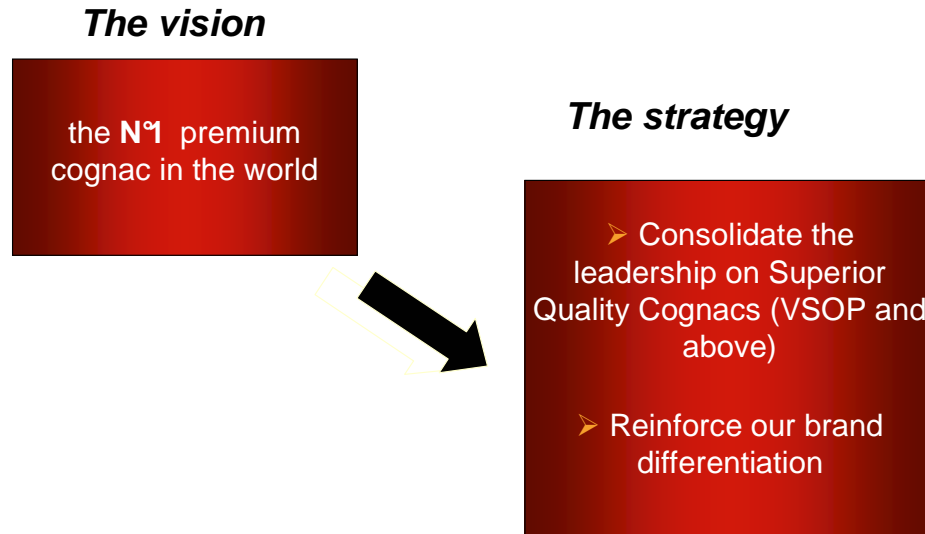 The vision
the N°1 premium
cognac in the world
The strategy
➢ Consolidate the
leadership on Superior
Quality Cognacs (VSOP and
above)
➢ Reinforce our brand
differentiation